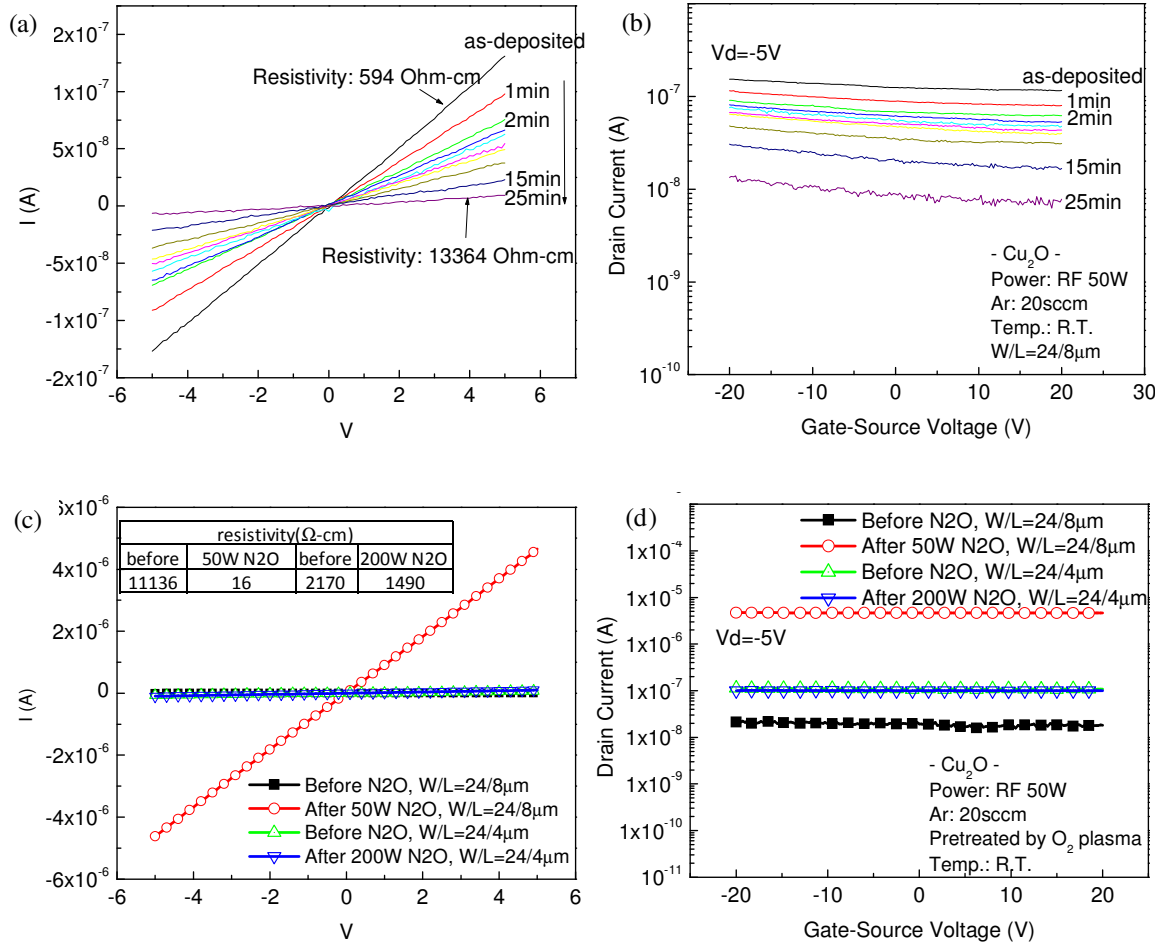 (a)
2x10-7
1x10-7
5x10-8
0
-5x10-8
-1x10-7
-2x10-7
I (A)
-6 -4 -2 0 2 4 6
V
as-deposited
Resistivity: 594 Ohm-cm
1min
2min
15min
25min
Resistivity: 13364 Ohm-cm
(b)
Vd=-5V
10-7
10-8
10-9
10-10
Drain Current (A)
-20 -10 0 10 20 30
Gate-Source Voltage (V)
as-deposited
1min
2min
15min
25min
- Cu2O -
Power: RF 50W
Ar: 20sccm
Temp.: R.T.
W/L=24/8μm
(c)
6x10-6
4x10-6
2x10-6
0
-2x10-6
-4x10-6
-6x10-6
I (A)
-6 -4 -2 0 2 4 6
V
resistivity(Ω-cm)
before 50W N2O before 200W N2O
11136 16 2170 1490
Before N2O, W/L=24/8μm
After 50W N2O, W/L=24/8μm
Before N2O, W/L=24/4μm
After 200W N2O, W/L=24/4μm
(d)
Before N2O, W/L=24/8μm
After 50W N2O, W/L=24/8μm
Before N2O, W/L=24/4μm
After 200W N2O, W/L=24/4μm
1x10-4
1x10-5
10-6
1x10-7
10-8
10-9
1x10-10
10-11
Drain Current (A)
Vd=-5V
-20 -10 0 10 20
Gate-Source Voltage (V)
- Cu2O -
Power: RF 50W
Ar: 20sccm
Pretreated by O2 plasma
Temp.: R.T.